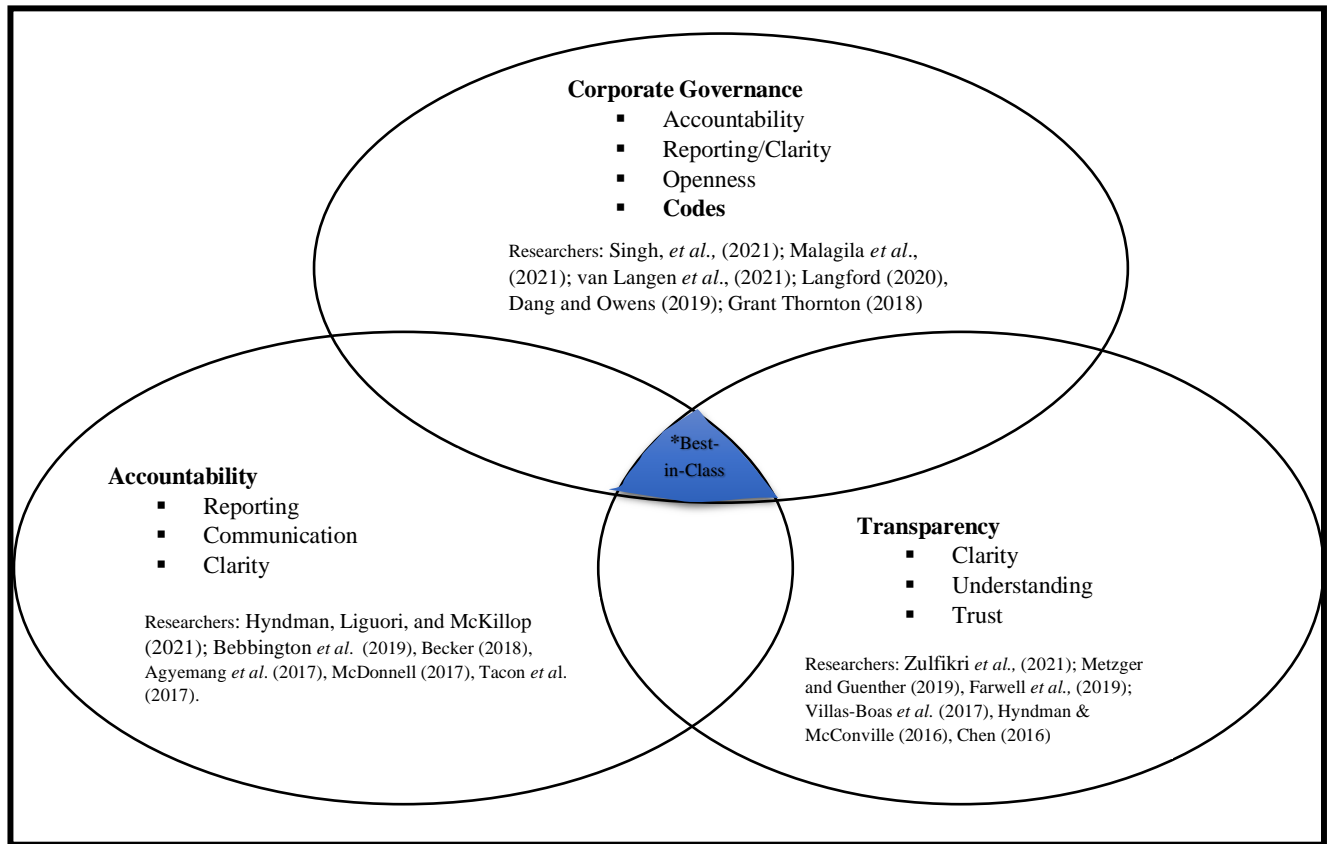 Corporate Governance
▪ Accountability
▪ Reporting/Clarity
▪ Openness
▪ Codes
Researchers: Singh, et al., (2021); Malagila et al.,
(2021); van Langen et al., (2021); Langford (2020),
Dang and Owens (2019); Grant Thornton (2018)
*Best-
in-Class
Accountability
▪ Reporting
▪ Communication
▪ Clarity
Researchers: Hyndman, Liguori, and McKillop
(2021); Bebbington et al. (2019), Becker (2018),
Agyemang et al. (2017), McDonnell (2017), Tacon et al.
(2017).
Transparency
▪ Clarity
▪ Understanding
▪ Trust
Researchers: Zulfikri et al., (2021); Metzger
and Guenther (2019), Farwell et al., (2019);
Villas-Boas et al. (2017), Hyndman &
McConville (2016), Chen (2016)